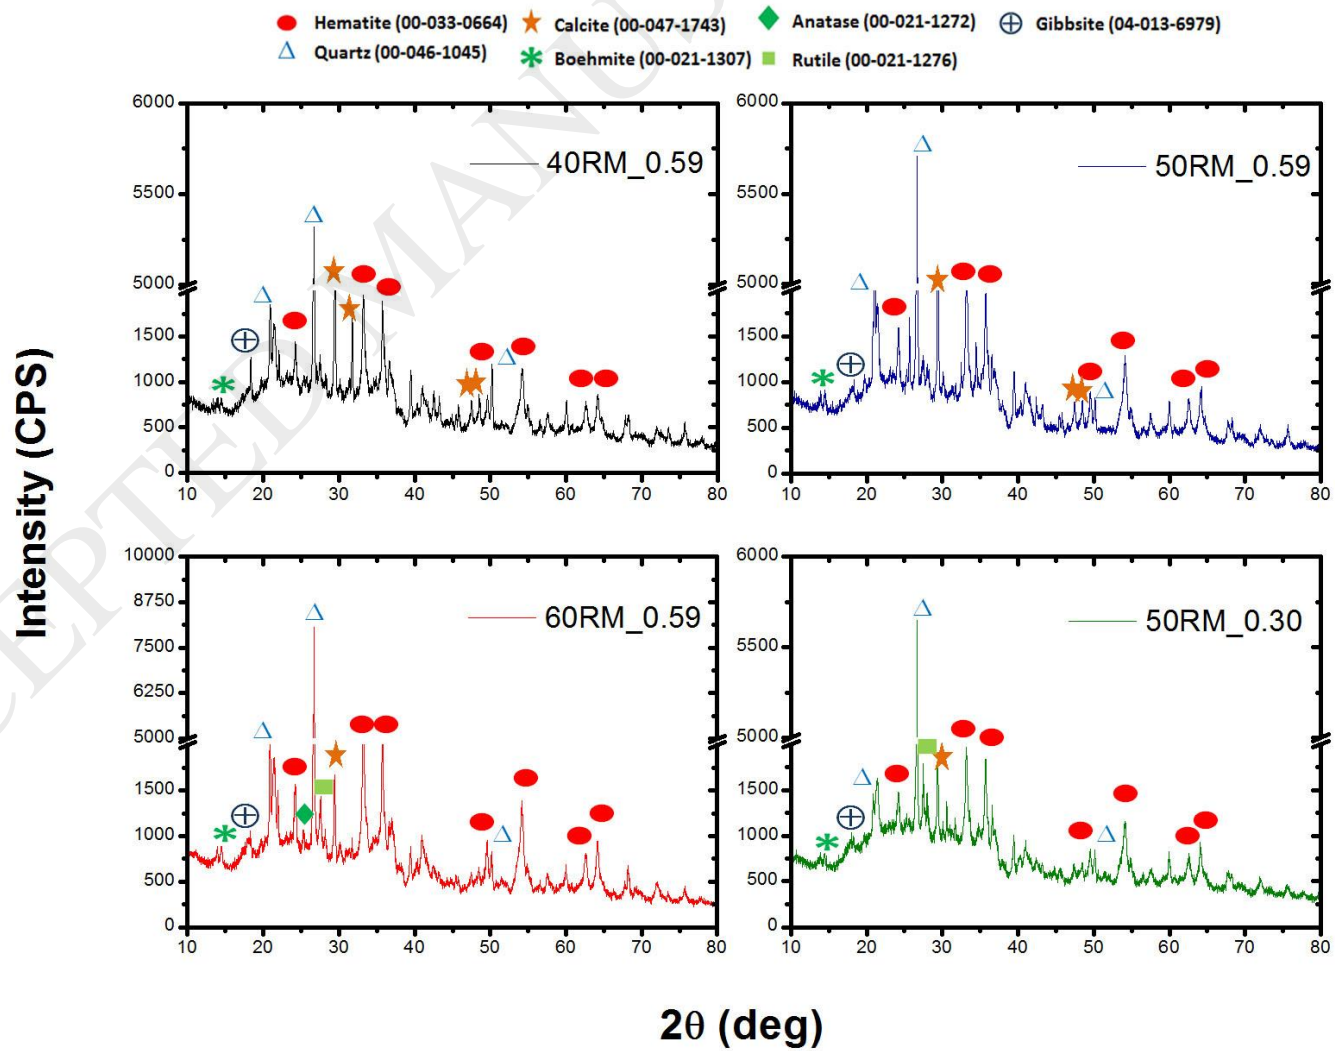 Hematite (00-033-0664) Calcite (00-047-1743) Anatase (00-021-1272) Gibbsite (04-013-6979)
Quartz (00-046-1045) Boehmite (00-021-1307) Rutile (00-021-1276)
Intensity (CPS)
6000
5500
5000
1500
1000
500
0
40RM_0.59
10 20 30 40 50 60 70 80
6000
5500
5000
1500
1000
500
0
50RM_0.59
10 20 30 40 50 60 70 80
10000
8750
7500
6250
5000
1500
1000
500
0
60RM_0.59
10 20 30 40 50 60 70 80
6000
5500
5000
1500
1000
500
0
50RM_0.30
10 20 30 40 50 60 70 80
2θ (deg)
CEPTED MANUS